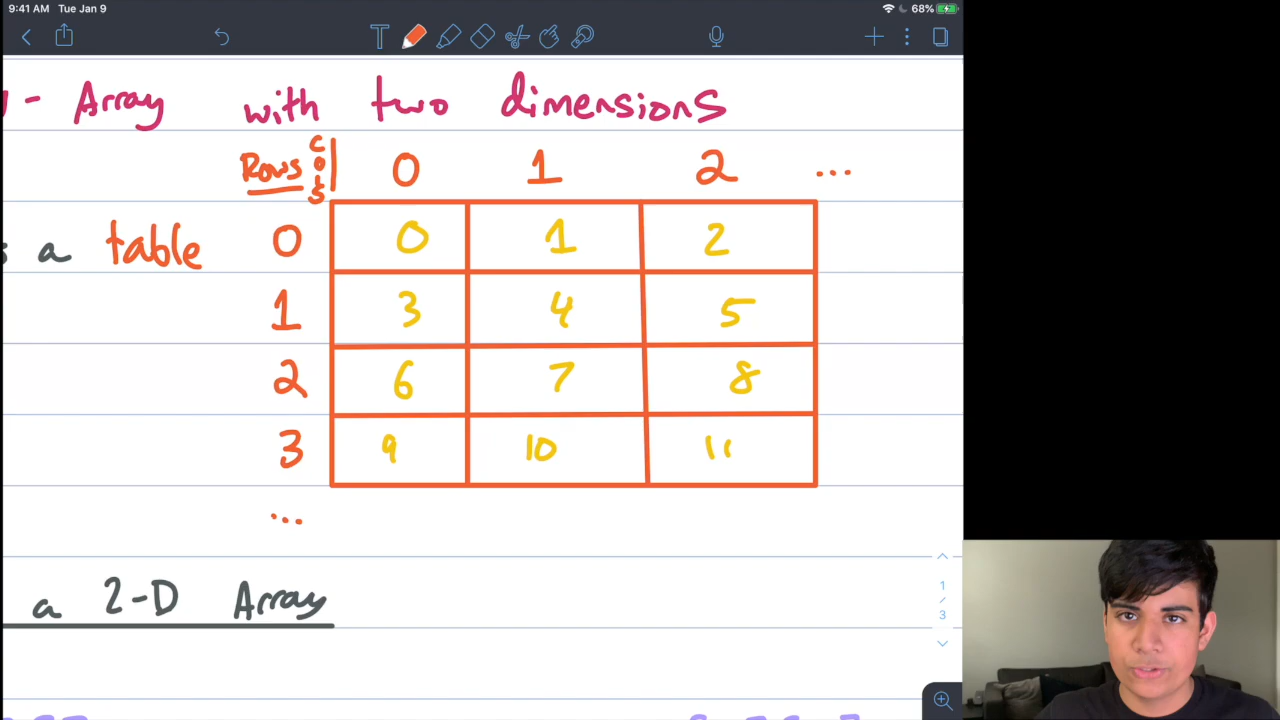 9:41 AM Tue Jan 9
68%
T
- Array with two dimensions
Rows Cols 0 1 2 ...
a table 0 0 1 2
1 3 4 5
2 6 7 8
3 9 10 11
...
1
/
3
a 2-D Array